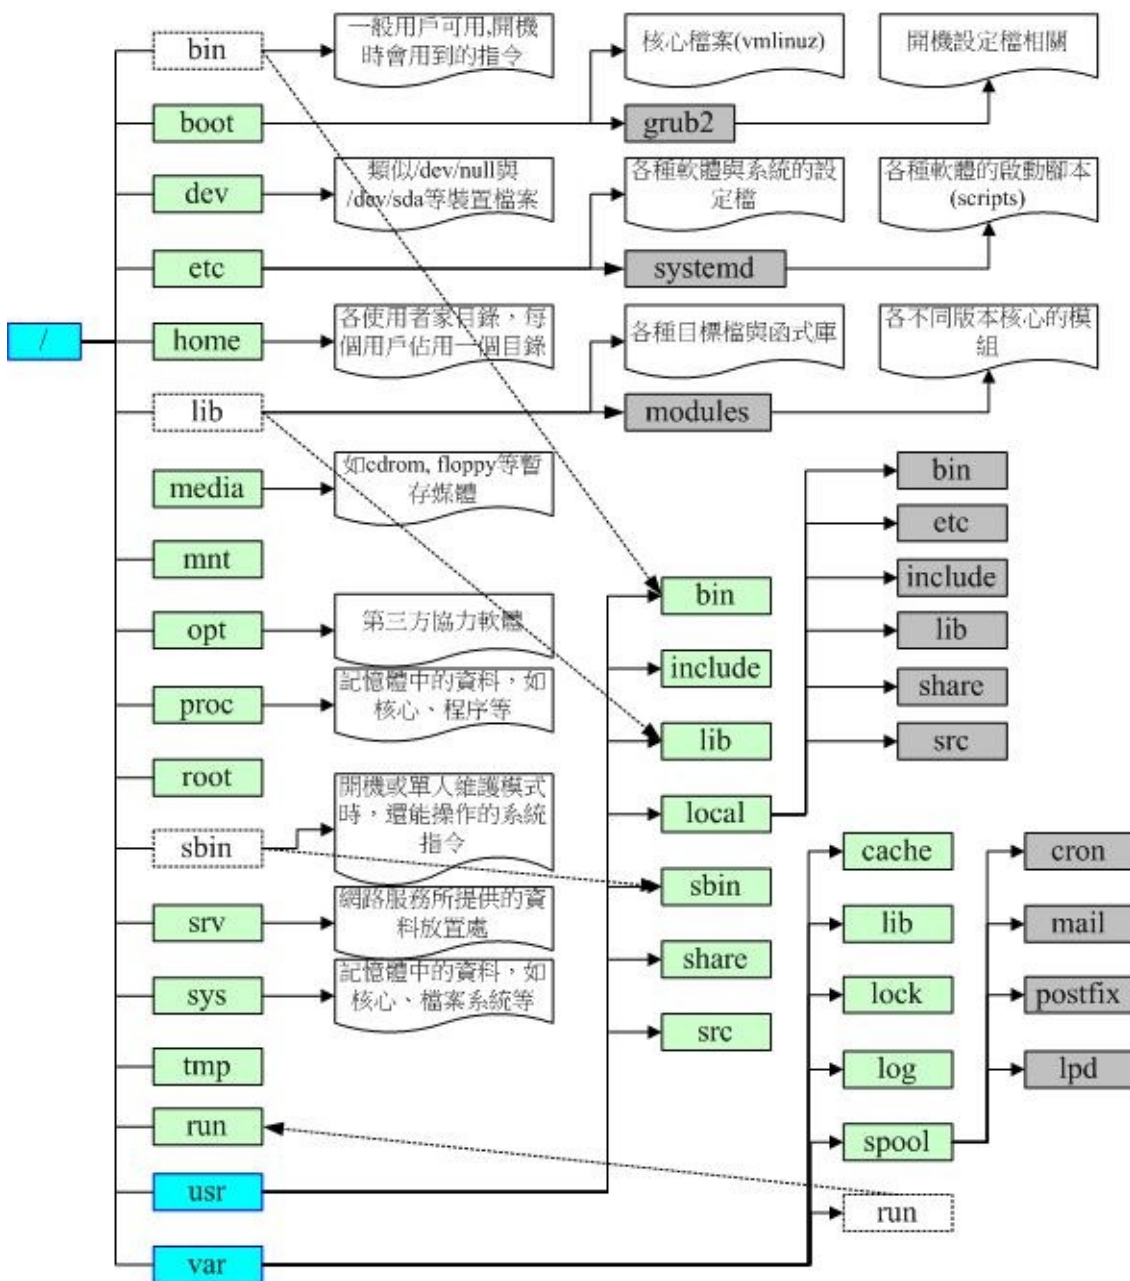 /
bin
一般用戶可用,開機
時會用到的指令
核心檔案(vmlinuz)
開機設定檔相關
boot
grub2
dev
類似/dev/null與
/dev/sda等裝置檔案
各種軟體與系統的設
定檔
各種軟體的啟動腳本
(scripts)
etc
systemd
home
各使用者家目錄，每
個用戶佔用一個目錄
各種目標檔與函式庫
各不同版本核心的模
組
lib
modules
media
如cdrom, floppy等暫
存媒體
mnt
opt
第三方協力軟體
proc
記憶體中的資料，如
核心、程序等
root
sbin
開機或單人維護模式
時，還能操作的系統
指令
srv
網路服務所提供的資
料放置處
sys
記憶體中的資料，如
核心、檔案系統等
tmp
run
usr
var
bin
include
lib
local
sbin
share
src
bin
etc
include
lib
share
src
cache
lib
lock
log
spool
run
cron
mail
postfix
lpd